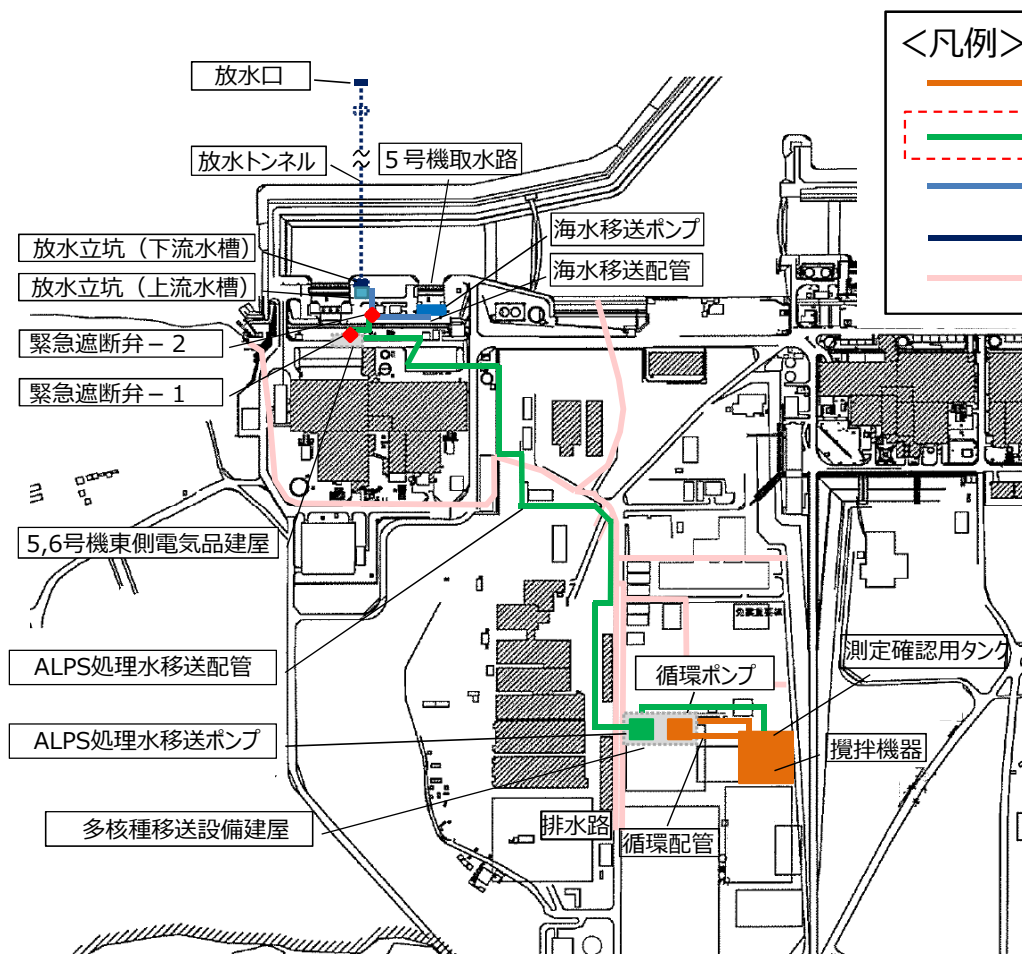 ＜凡例＞
放水口
放水トンネル
５号機取水路
海水移送ポンプ
放水立坑（下流水槽）
海水移送配管
放水立坑（上流水槽）
緊急遮断弁－２
緊急遮断弁－１
5,6号機東側電気品建屋
測定確認用タンク
ALPS処理水移送配管
循環ポンプ
ALPS処理水移送ポンプ
攪拌機器
多核種移送設備建屋
排水路
循環配管